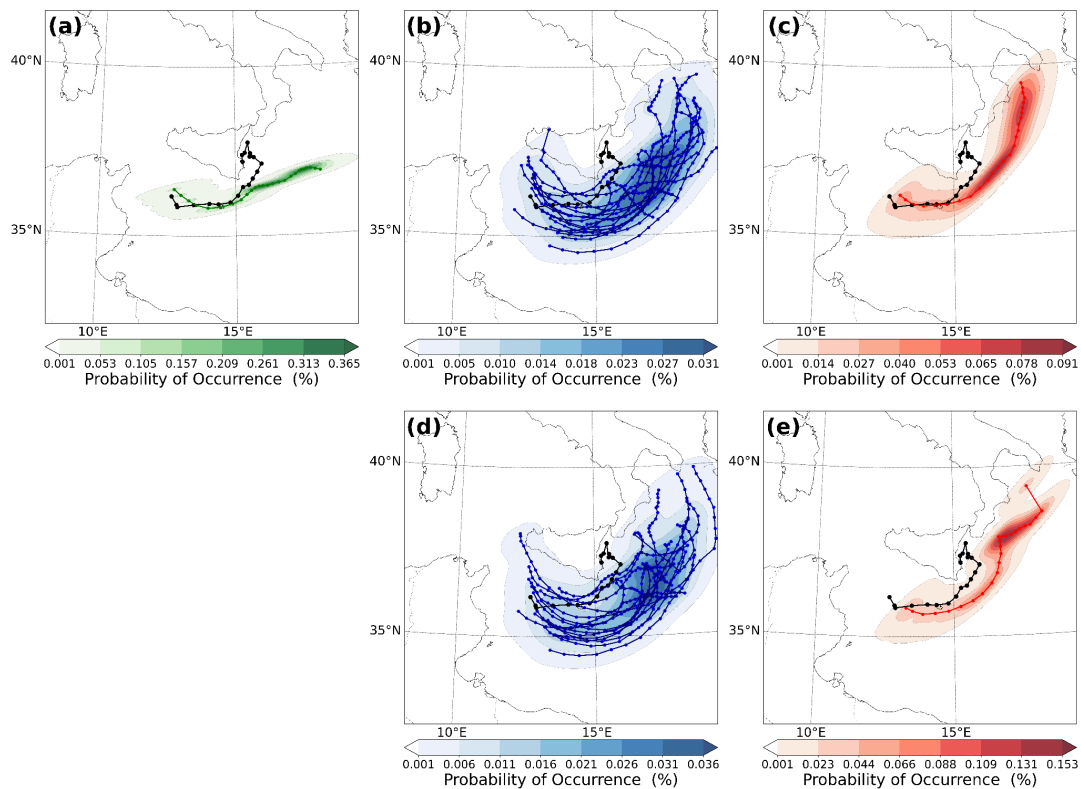 (a) (b) (c)
40°N 40°N 40°N
35°N 35°N 35°N
10°E 15°E 10°E 15°E 10°E 15°E
0.001 0.053 0.105 0.157 0.209 0.261 0.313 0.365
Probability of Occurrence (%)
0.001 0.005 0.010 0.014 0.018 0.023 0.027 0.031
Probability of Occurrence (%)
0.001 0.014 0.027 0.040 0.053 0.065 0.078 0.091
Probability of Occurrence (%)
(d) (e)
40°N 40°N
35°N 35°N
10°E 15°E 10°E 15°E
0.001 0.006 0.011 0.016 0.021 0.026 0.031 0.036
Probability of Occurrence (%)
0.001 0.023 0.044 0.066 0.088 0.109 0.131 0.153
Probability of Occurrence (%)